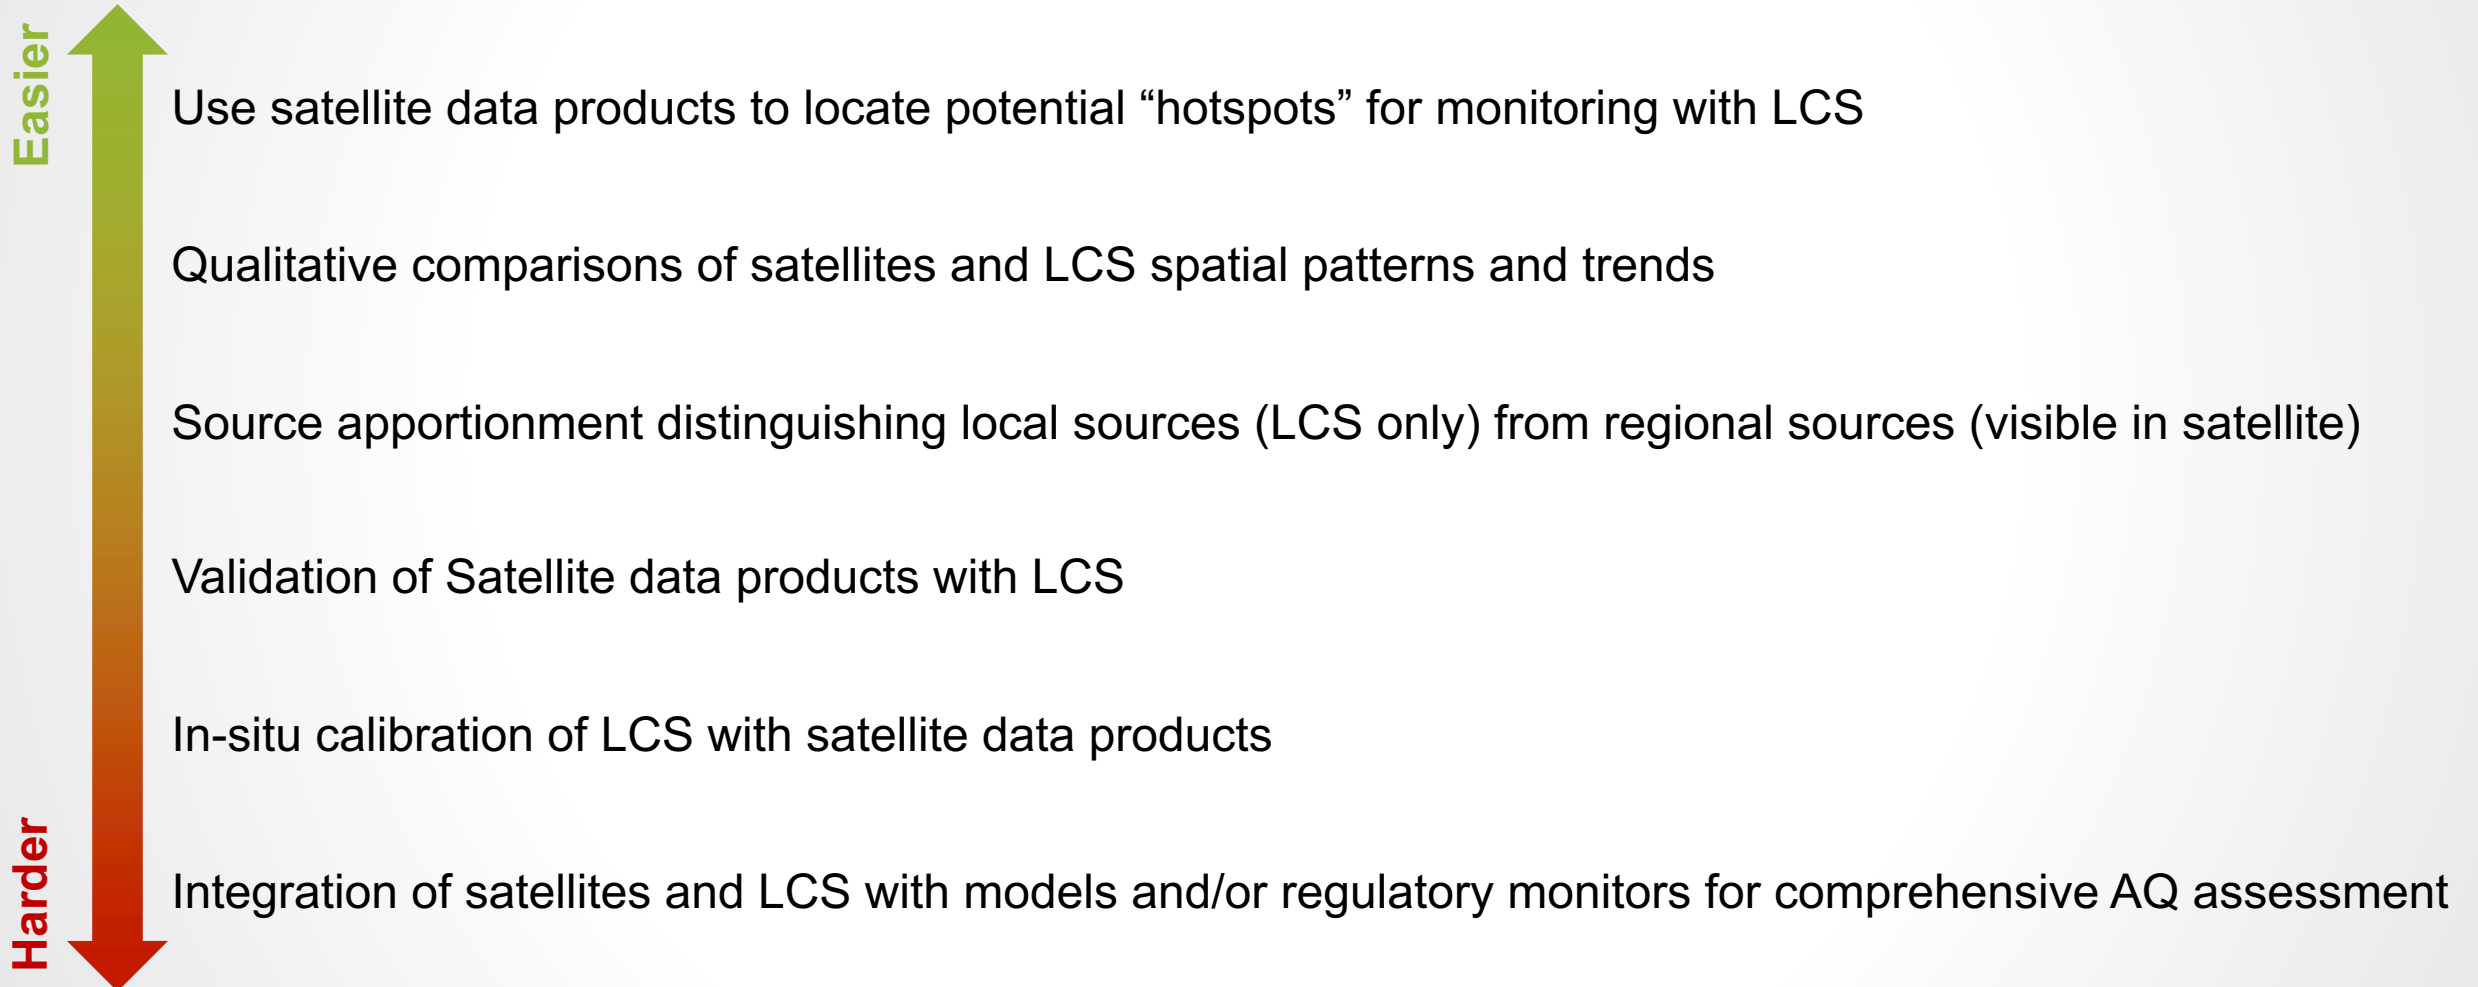 Easier
Use satellite data products to locate potential “hotspots” for monitoring with LCS
Qualitative comparisons of satellites and LCS spatial patterns and trends
Source apportionment distinguishing local sources (LCS only) from regional sources (visible in satellite)
Validation of Satellite data products with LCS
In-situ calibration of LCS with satellite data products
Harder
Integration of satellites and LCS with models and/or regulatory monitors for comprehensive AQ assessment